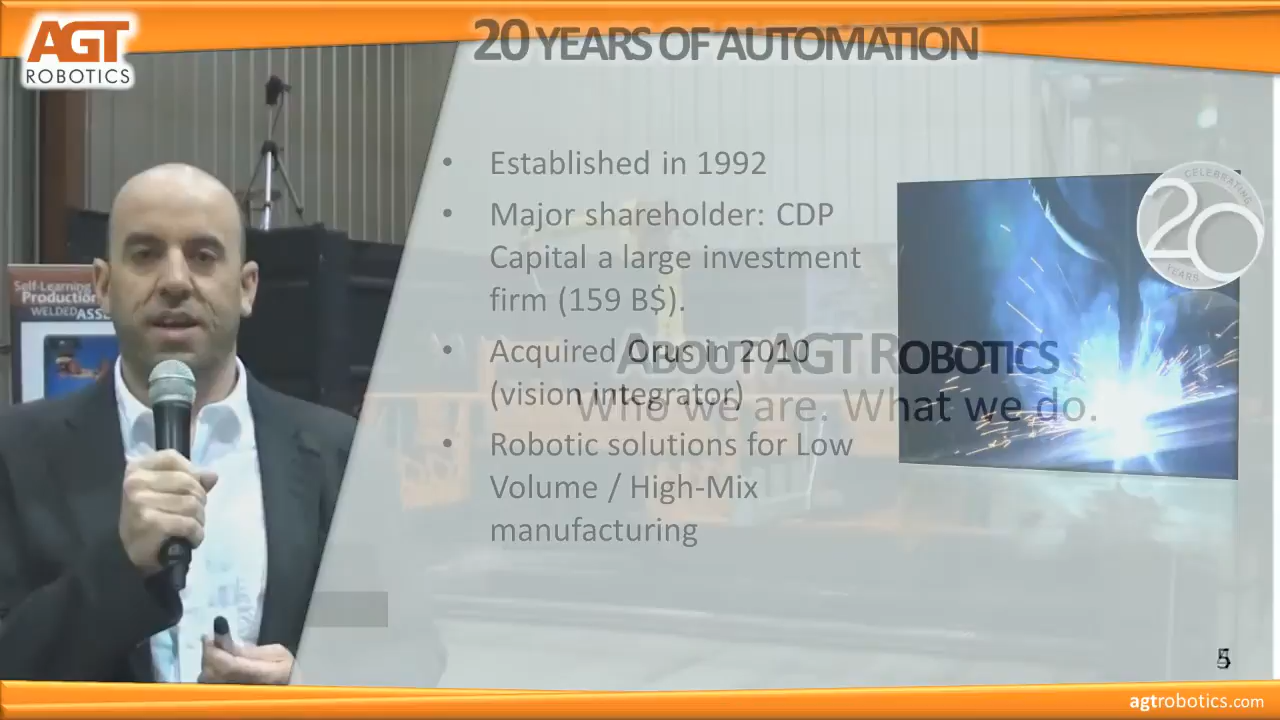 AGT
ROBOTICS
20 YEARS OF AUTOMATION
• Established in 1992
• Major shareholder: CDP
Capital a large investment
firm (159 B$).
• Acquired Orus in 2010
(vision integrator)
• Robotic solutions for Low
Volume / High-Mix
manufacturing
ABOUT AGT ROBOTICS
Who we are. What we do.
CELEBRATING
20
YEARS
Self-Learning
Production
WELDED ASS
agtrobotics.com